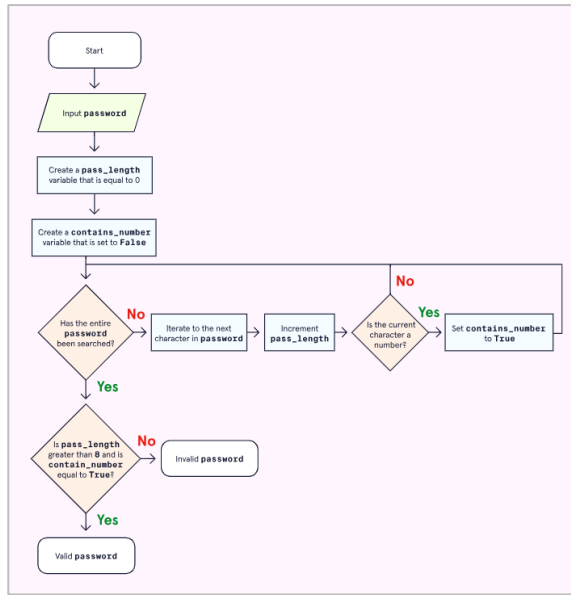 Start
Input password
Create a pass_length
variable that is equal to 0
Create a contains_number
variable that is set to False
No
Has the entire
password
been searched?
No
Iterate to the next
character in password
Increment
pass_length
Is the current
character a
number?
Yes
Set contains_number
to True
Yes
Is pass_length
greater than 8 and is
contain_number
equal to True?
No
Invalid password
Yes
Valid password